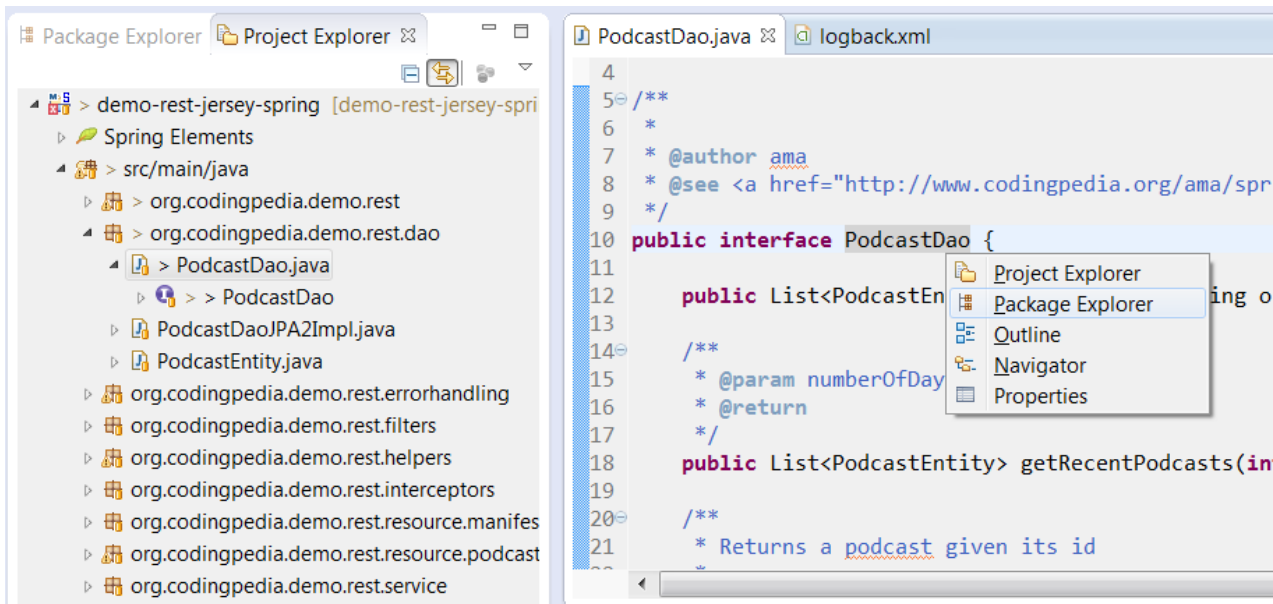 Package Explorer
Project Explorer
demo-rest-jersey-spring [demo-rest-jersey-spri
Spring Elements
> src/main/java
> org.codingpedia.demo.rest
> org.codingpedia.demo.rest.dao
> PodcastDao.java
> > PodcastDao
PodcastDaoJPA2Impl.java
PodcastEntity.java
org.codingpedia.demo.rest.errorhandling
org.codingpedia.demo.rest.filters
org.codingpedia.demo.rest.helpers
org.codingpedia.demo.rest.interceptors
org.codingpedia.demo.rest.resource.manifes
org.codingpedia.demo.rest.resource.podcast
org.codingpedia.demo.rest.service
PodcastDao.java
logback.xml
4
5 /**
6 *
7 * @author ama
8 * @see <a href="http://www.codingpedia.org/ama/spr
9 */
10 public interface PodcastDao {
11
12 public List<PodcastEn ing o
13
14 /**
15 * @param numberOfDay
16 * @return
17 */
18 public List<PodcastEntity> getRecentPodcasts(in
19
20 /**
21 * Returns a podcast given its id
Project Explorer
Package Explorer
Outline
Navigator
Properties